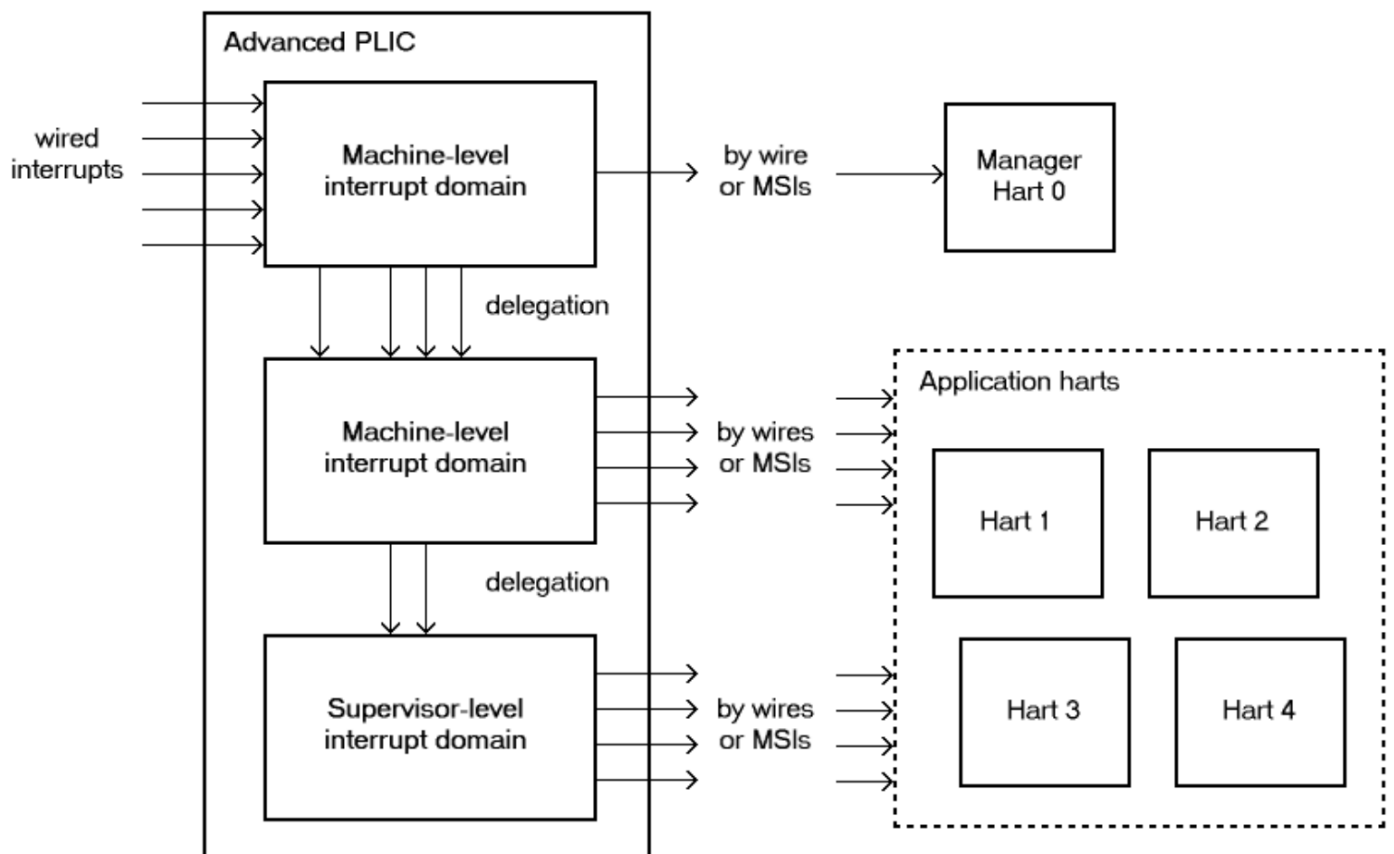 Advanced PLIC
wired
interrupts
Machine-level
interrupt domain
by wire
or MSIs
Manager
Hart 0
delegation
Machine-level
interrupt domain
by wires
or MSIs
Application harts
Hart 1
Hart 2
delegation
Supervisor-level
interrupt domain
by wires
or MSIs
Hart 3
Hart 4